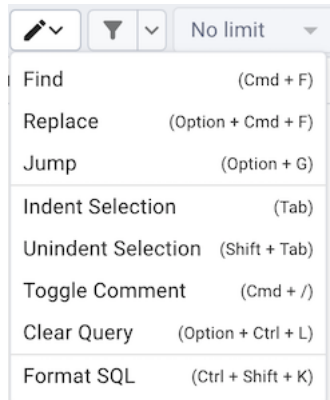 No limit
Find (Cmd + F)
Replace (Option + Cmd + F)
Jump (Option + G)
Indent Selection (Tab)
Unindent Selection (Shift + Tab)
Toggle Comment (Cmd + /)
Clear Query (Option + Ctrl + L)
Format SQL (Ctrl + Shift + K)